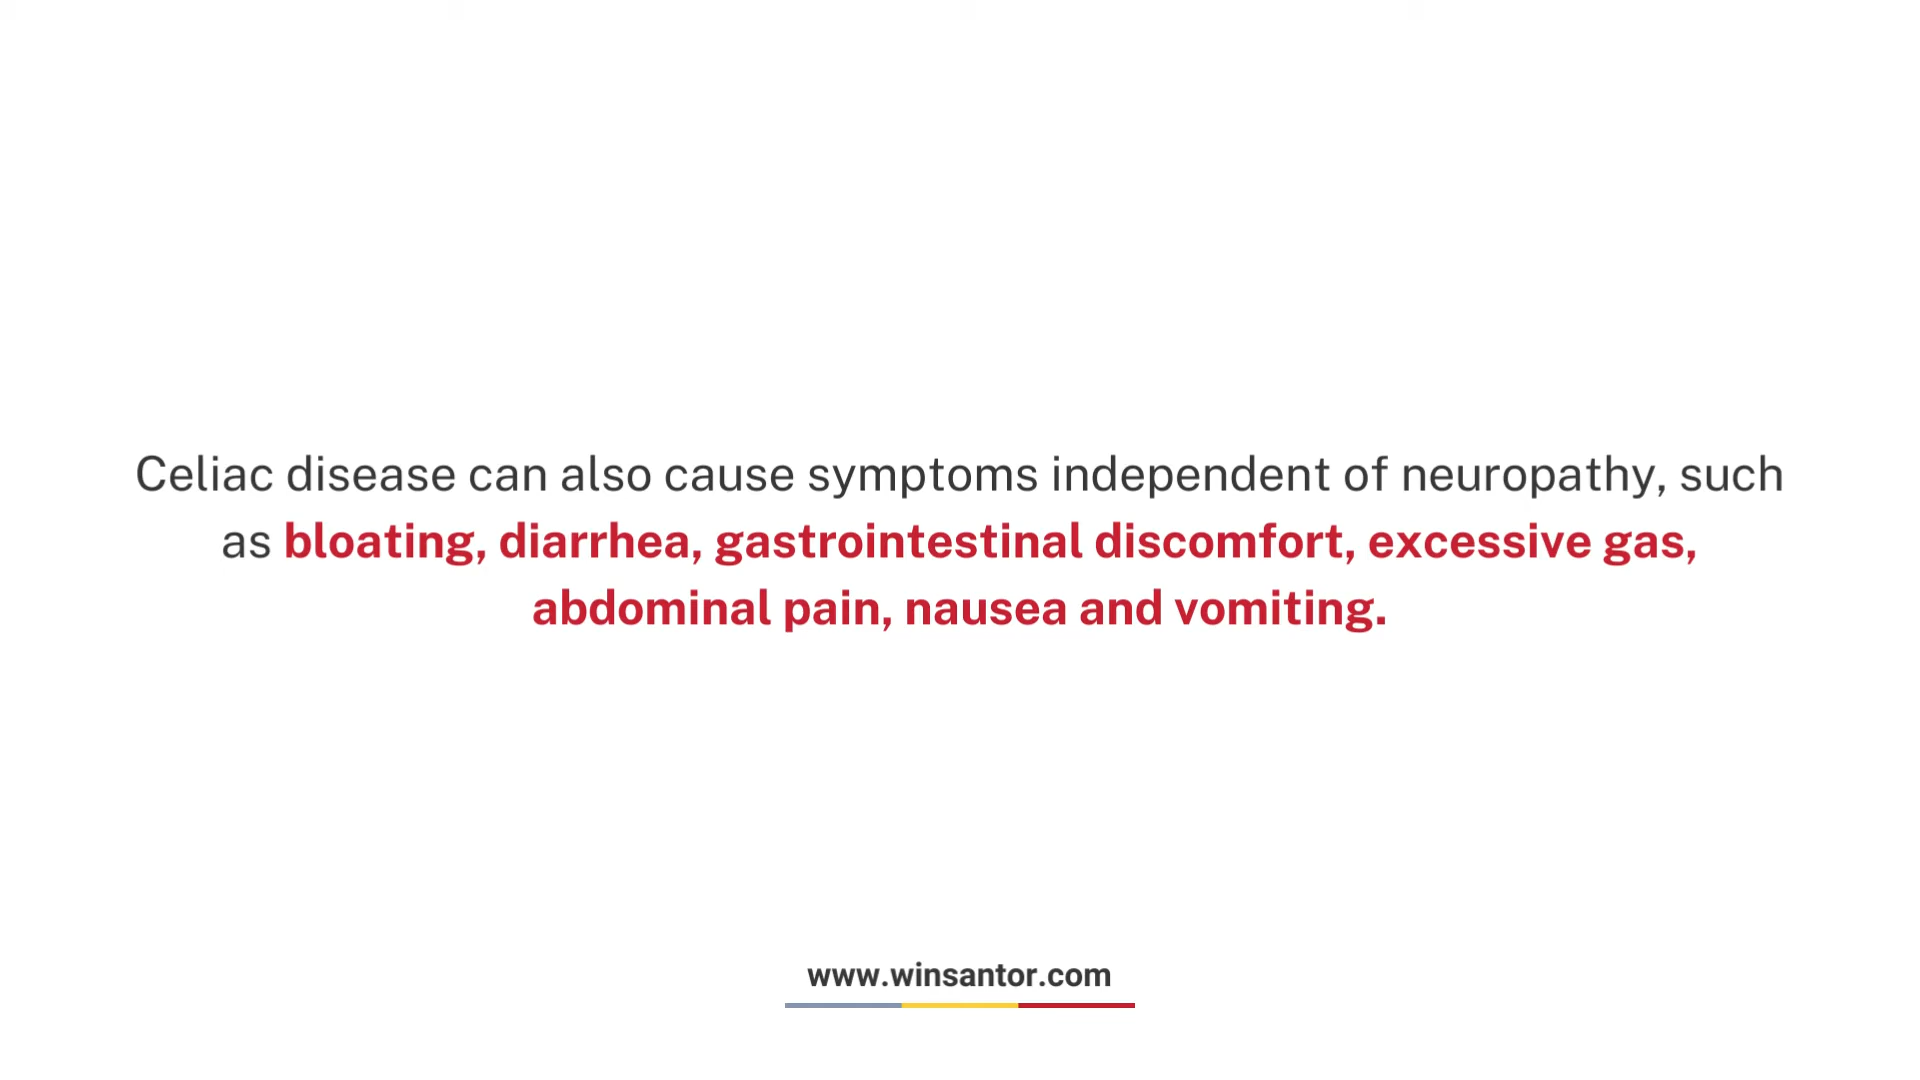 Celiac disease can also cause symptoms independent of neuropathy, such
as bloating, diarrhea, gastrointestinal discomfort, excessive gas,
abdominal pain, nausea and vomiting.
www.winsantor.com